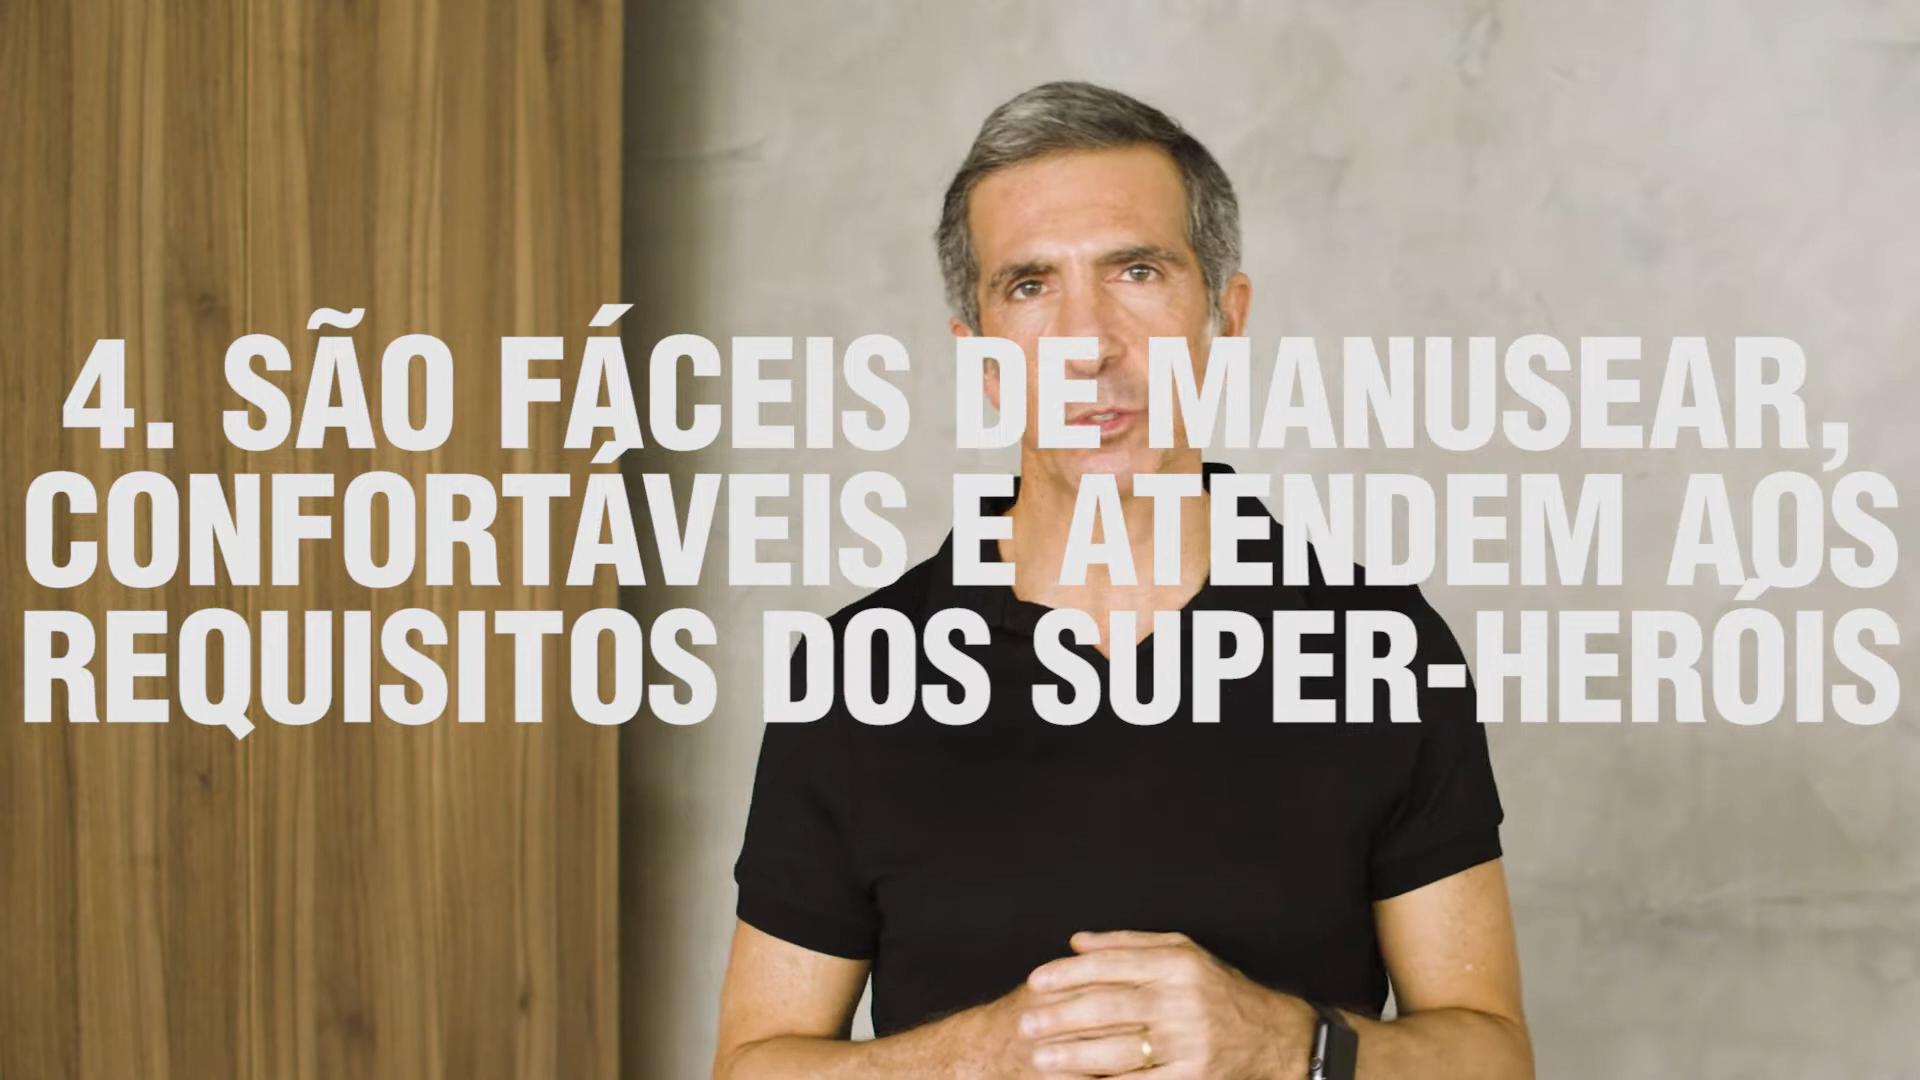 4. SÃO FÁCEIS DE MANUSEAR,
CONFORTÁVEIS E ATENDEM AOS
REQUISITOS DOS SUPER-HERÓIS